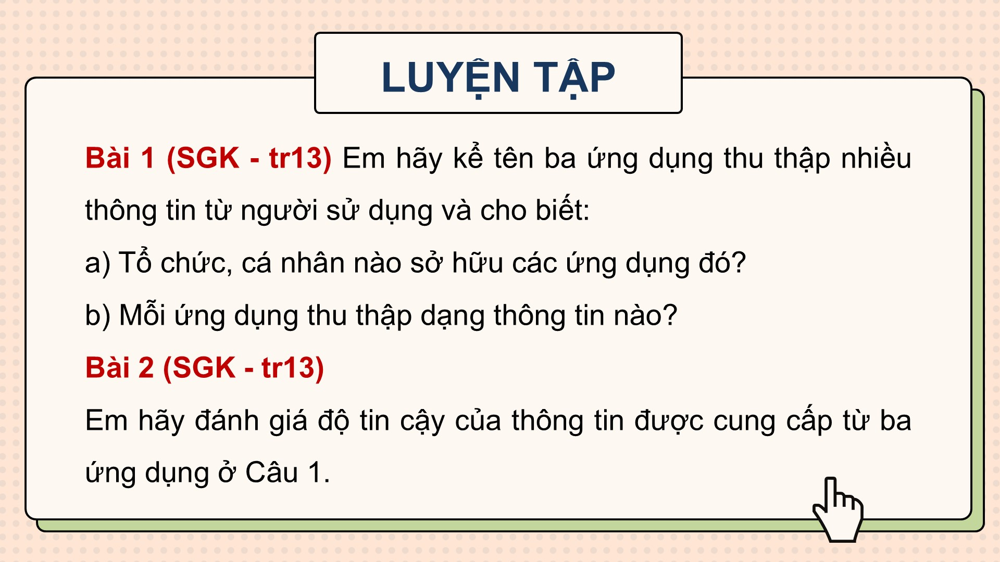 LUYỆN TẬP
Bài 1 (SGK - tr13) Em hãy kể tên ba ứng dụng thu thập nhiều
thông tin từ người sử dụng và cho biết:
a) Tổ chức, cá nhân nào sở hữu các ứng dụng đó?
b) Mỗi ứng dụng thu thập dạng thông tin nào?
Bài 2 (SGK - tr13)
Em hãy đánh giá độ tin cậy của thông tin được cung cấp từ ba
ứng dụng ở Câu 1.